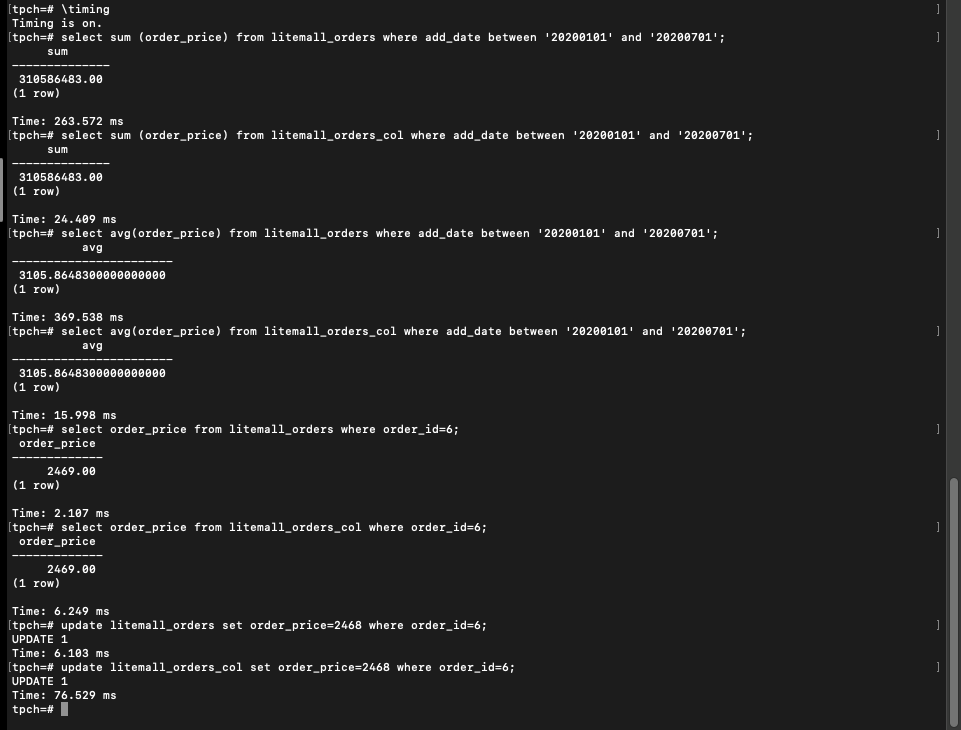 [tpch=# \timing ]
Timing is on.
[tpch=# select sum (order_price) from litemall_orders where add_date between '20200101' and '20200701'; ]
sum
--------------
310586483.00
(1 row)
Time: 263.572 ms
[tpch=# select sum (order_price) from litemall_orders_col where add_date between '20200101' and '20200701'; ]
sum
--------------
310586483.00
(1 row)
Time: 24.409 ms
[tpch=# select avg(order_price) from litemall_orders where add_date between '20200101' and '20200701'; ]
avg
-----------------------
3105.8648300000000000
(1 row)
Time: 369.538 ms
[tpch=# select avg(order_price) from litemall_orders_col where add_date between '20200101' and '20200701'; ]
avg
-----------------------
3105.8648300000000000
(1 row)
Time: 15.998 ms
[tpch=# select order_price from litemall_orders where order_id=6; ]
order_price
-------------
2469.00
(1 row)
Time: 2.107 ms
[tpch=# select order_price from litemall_orders_col where order_id=6; ]
order_price
-------------
2469.00
(1 row)
Time: 6.249 ms
[tpch=# update litemall_orders set order_price=2468 where order_id=6; ]
UPDATE 1
Time: 6.103 ms
[tpch=# update litemall_orders_col set order_price=2468 where order_id=6; ]
UPDATE 1
Time: 76.529 ms
tpch=#